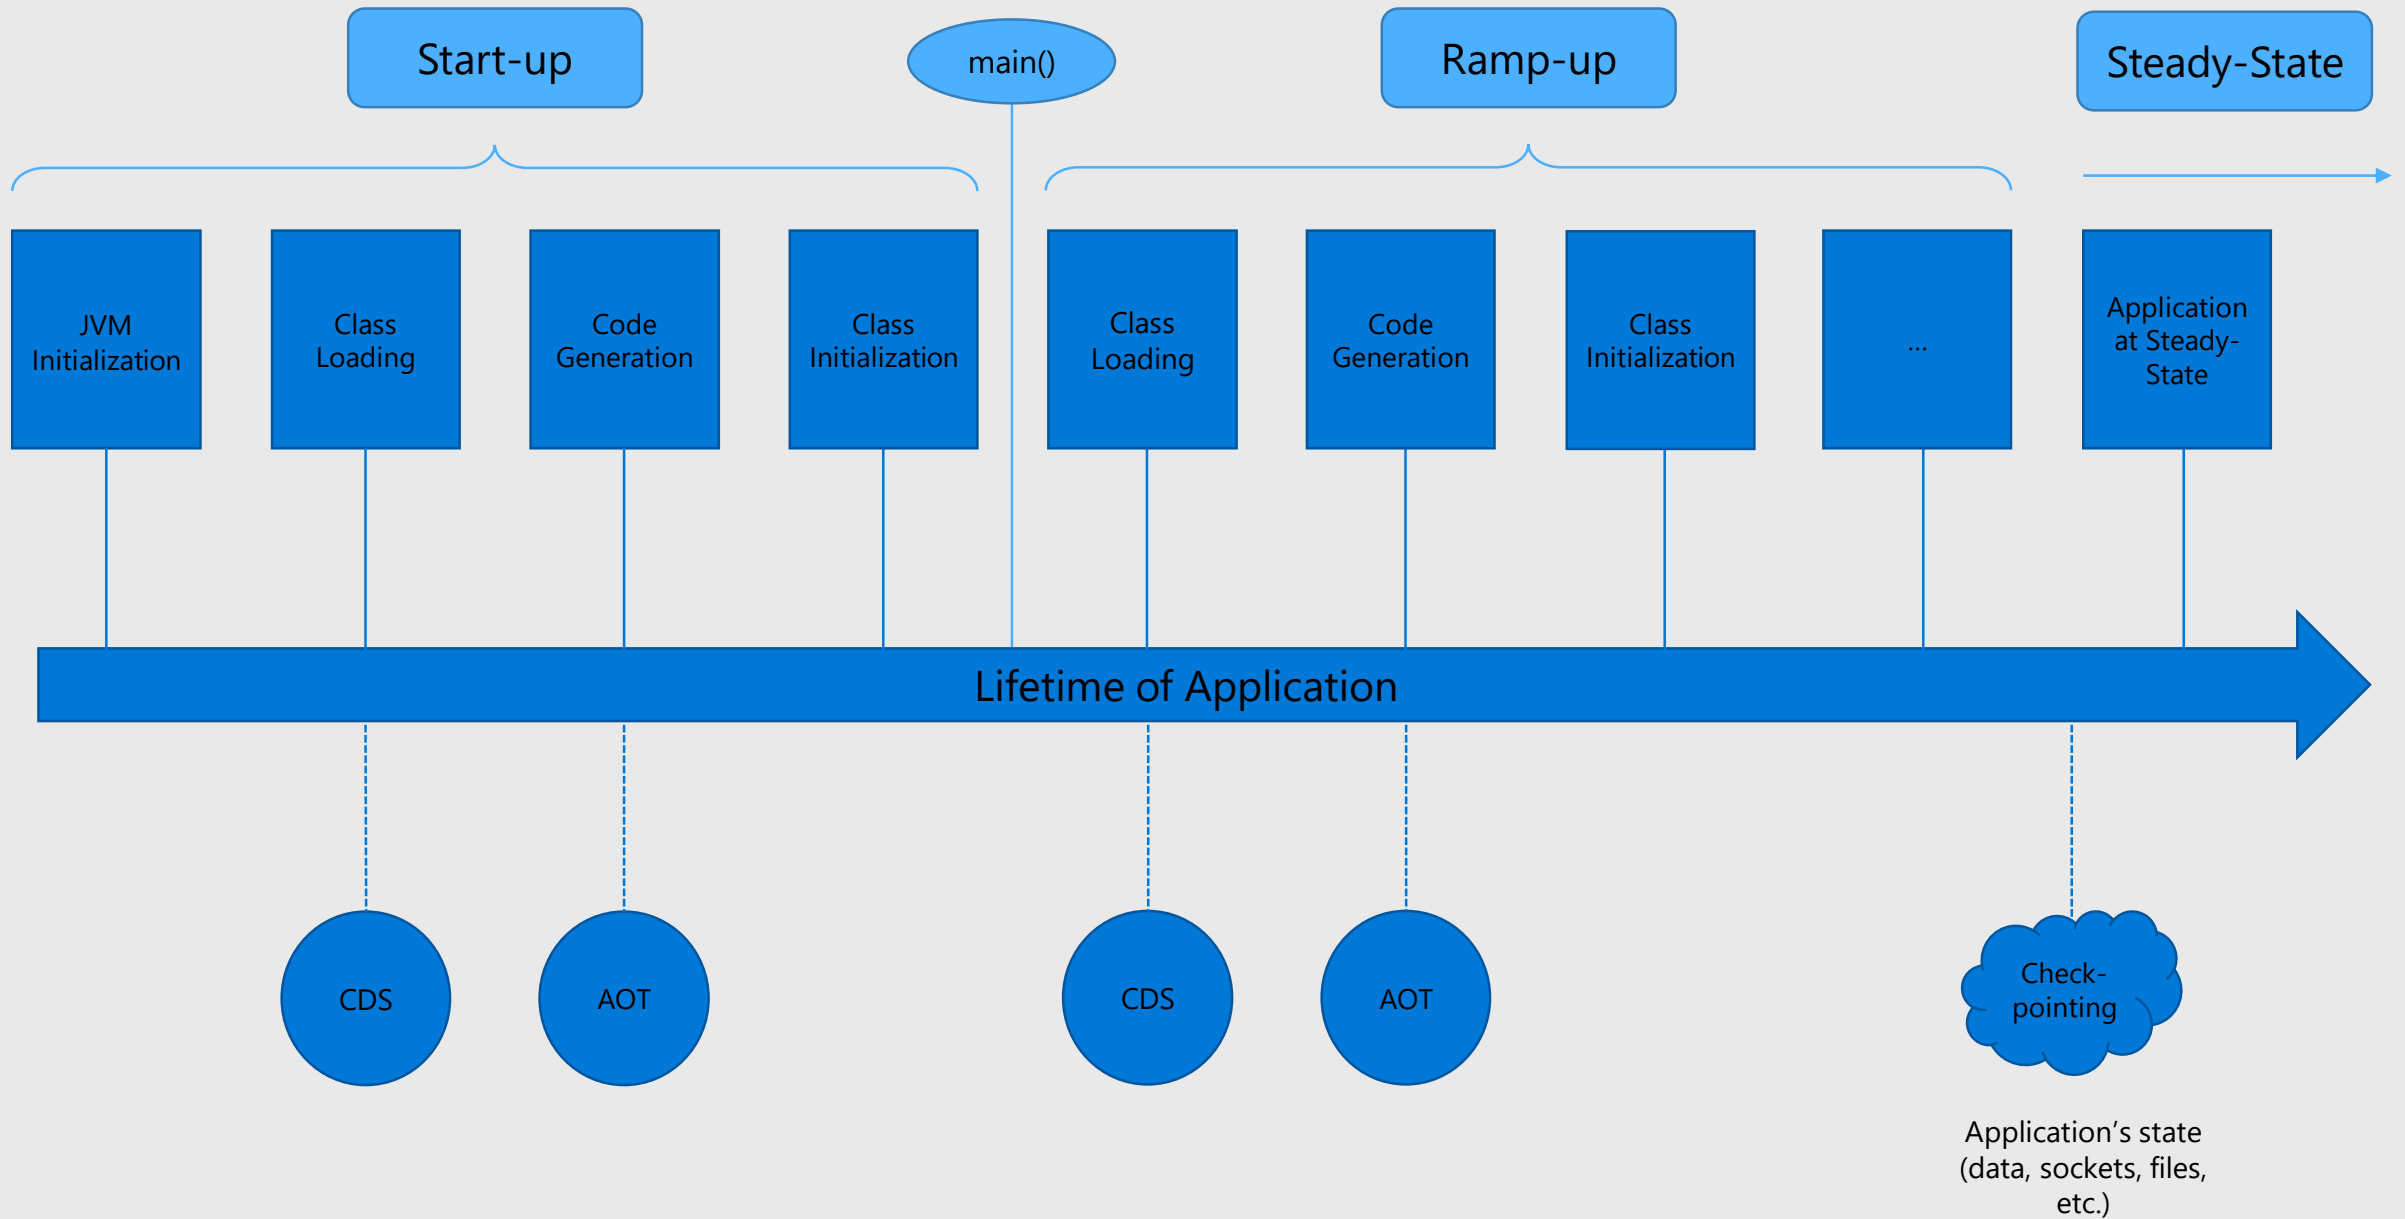 Start-up
main()
Ramp-up
Steady-State
JVM
Initialization
Class
Loading
Code
Generation
Class
Initialization
Class
Loading
Code
Generation
Class
Initialization
...
Application
at Steady-
State
Lifetime of Application
CDS
AOT
CDS
AOT
Check-
pointing
Application’s state
(data, sockets, files,
etc.)